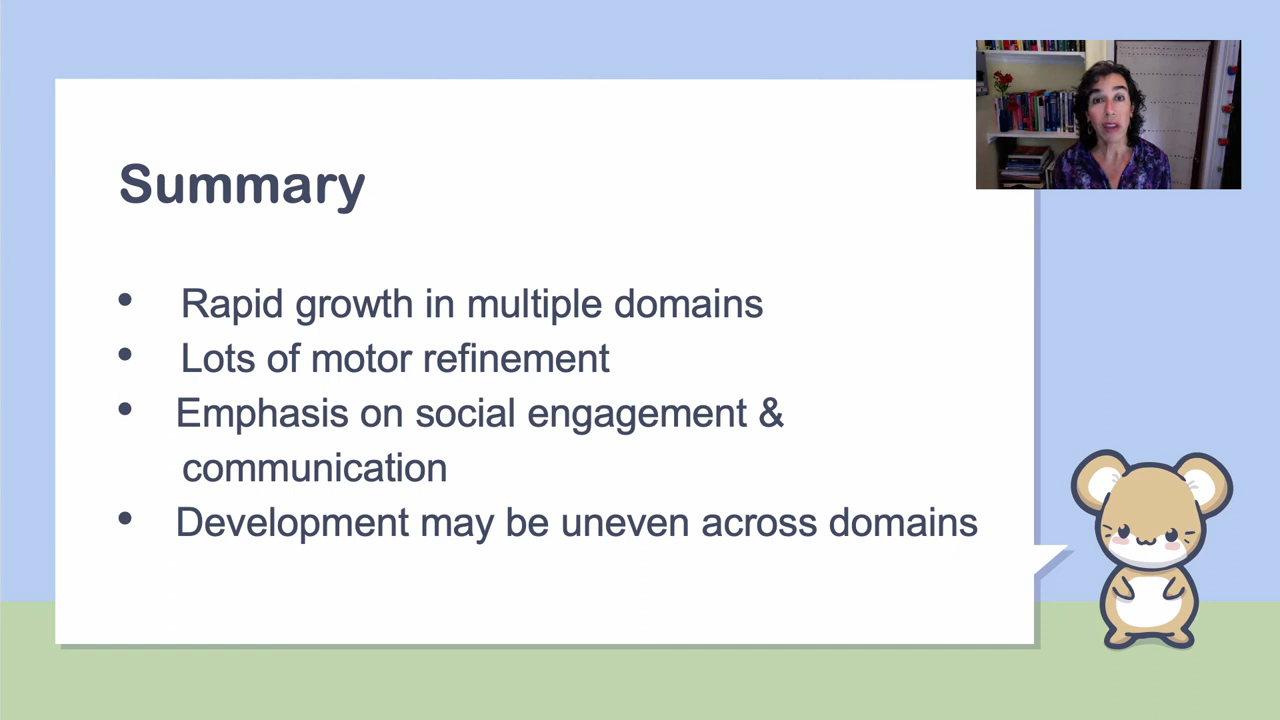 Summary
• Rapid growth in multiple domains
• Lots of motor refinement
• Emphasis on social engagement &
communication
• Development may be uneven across domains